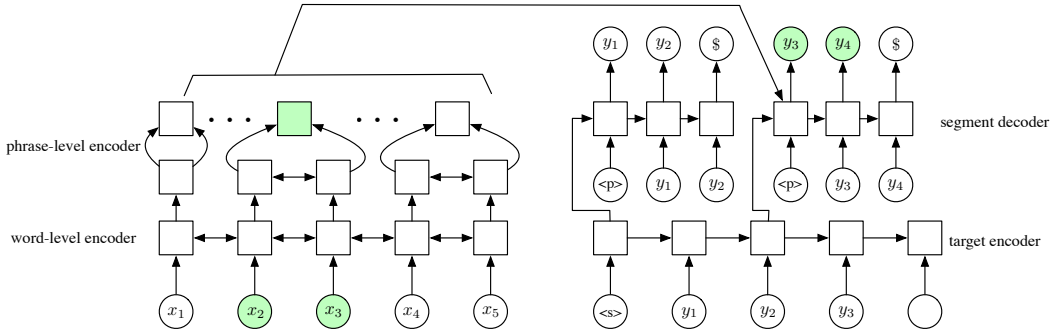 y1 y2 $ y3 y4 $
. . . . . .
segment decoder
phrase-level encoder
<p> y1 y2 <p> y3 y4
word-level encoder
target encoder
x1 x2 x3 x4 x5 <s> y1 y2 y3